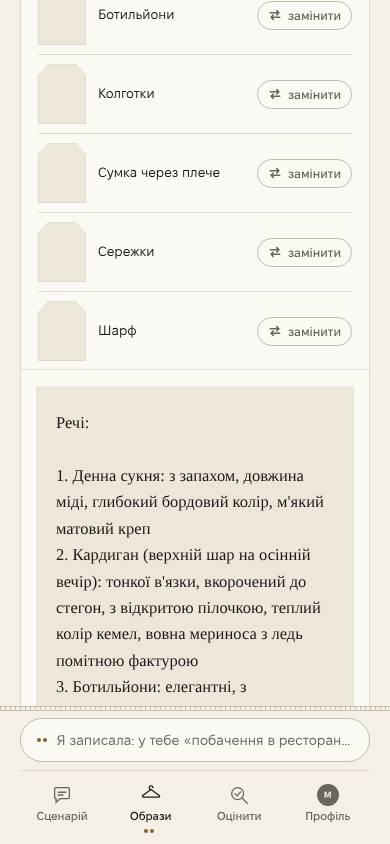 Ботильйони
замінити
Колготки
замінити
Сумка через плече
замінити
Сережки
замінити
Шарф
замінити
Речі:
1. Денна сукня: з запахом, довжина
міді, глибокий бордовий колір, м'який
матовий креп
2. Кардиган (верхній шар на осінній
вечір): тонкої в'язки, вкорочений до
стегон, з відкритою пілочкою, теплий
колір кемел, вовна мериноса з ледь
помітною фактурою
3. Ботильйони: елегантні, з
Я записала: у тебе «побачення в ресторан...
Сценарій
Образи
Оцінити
М
Профіль